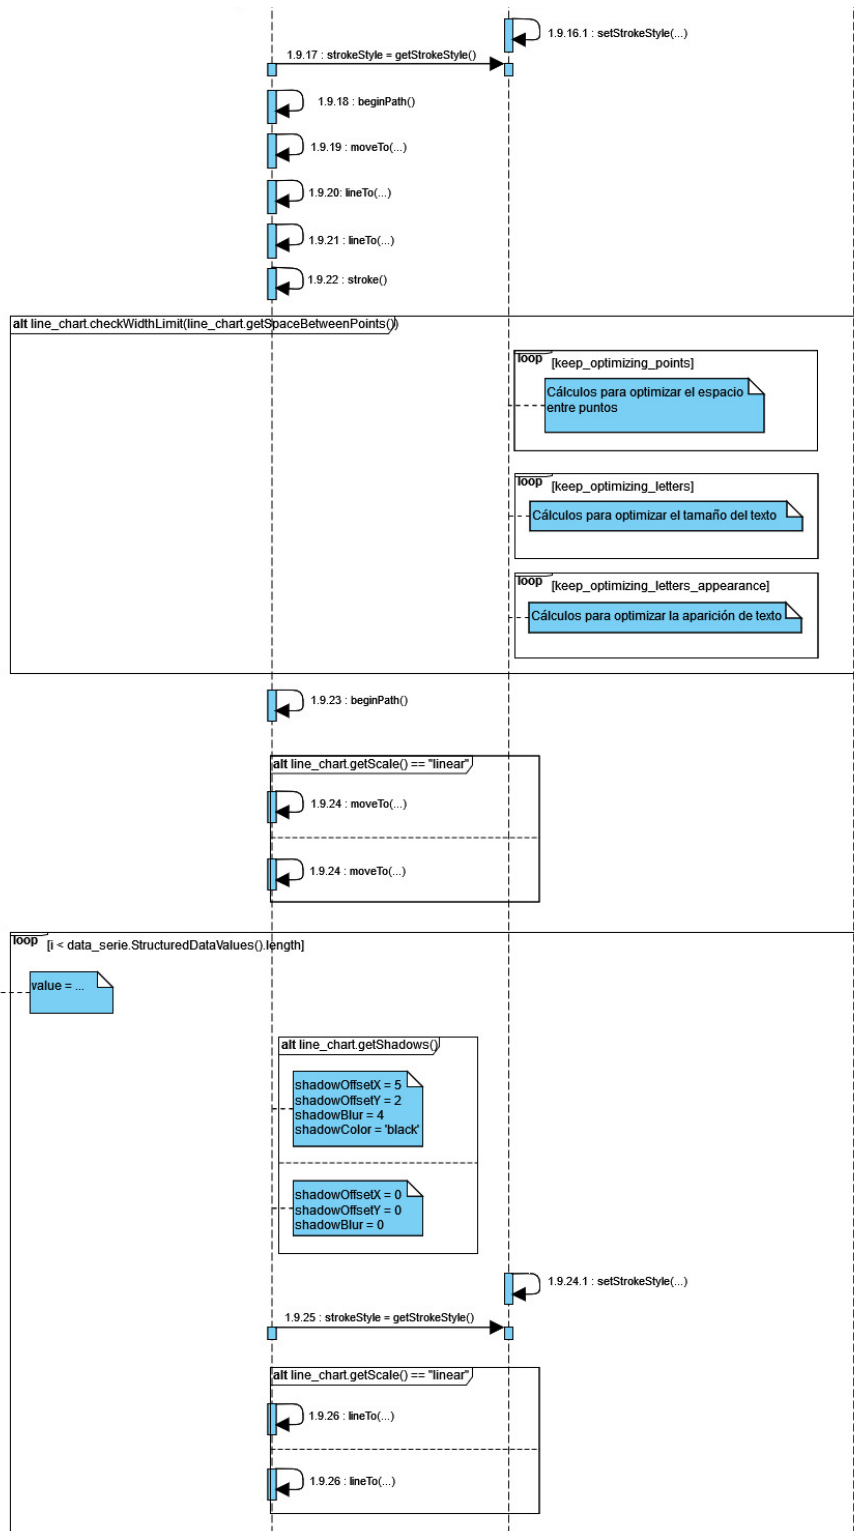 1.9.16.1 : setStrokeStyle(...)
1.9.17 : strokeStyle = getStrokeStyle()
1.9.18 : beginPath()
1.9.19 : moveTo(...)
1.9.20: lineTo(...)
1.9.21 : lineTo(...)
1.9.22 : stroke()
alt line_chart.checkWidthLimit(line_chart.getSpaceBetweenPoints())
loop [keep_optimizing_points]
Cálculos para optimizar el espacio
entre puntos
loop [keep_optimizing_letters]
Cálculos para optimizar el tamaño del texto
loop [keep_optimizing_letters_appearance]
Cálculos para optimizar la aparición de texto
1.9.23 : beginPath()
alt line_chart.getScale() == "linear"
1.9.24 : moveTo(...)
1.9.24 : moveTo(...)
loop [i < data_serie.StructuredDataValues().length]
value = ...
alt line_chart.getShadows()
shadowOffsetX = 5
shadowOffsetY = 2
shadowBlur = 4
shadowColor = 'black'
shadowOffsetX = 0
shadowOffsetY = 0
shadowBlur = 0
1.9.24.1 : setStrokeStyle(...)
1.9.25 : strokeStyle = getStrokeStyle()
alt line_chart.getScale() == "linear"
1.9.26 : lineTo(...)
1.9.26 : lineTo(...)